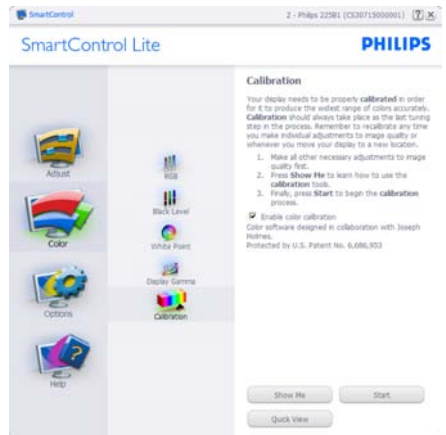 SmartControl
2 - Philips 225B1 (CS30715000001)
SmartControl Lite
PHILIPS
Adjust
Color
Options
Help
RGB
Black Level
White Point
Display Gamma
Calibration
Calibration
Your display needs to be properly calibrated in order
for it to produce the widest range of colors accurately.
Calibration should always take place as the last tuning
step in the process. Remember to recalibrate any time
you make individual adjustments to image quality or
whenever you move your display to a new location.
1. Make all other necessary adjustments to image
quality first.
2. Press Show Me to learn how to use the
calibration tools.
3. Finally, press Start to begin the calibration
process.
Enable color calibration
Color software designed in collaboration with Joseph
Holmes.
Protected by U.S. Patent No. 6,686,953
Show Me
Start
Quick View